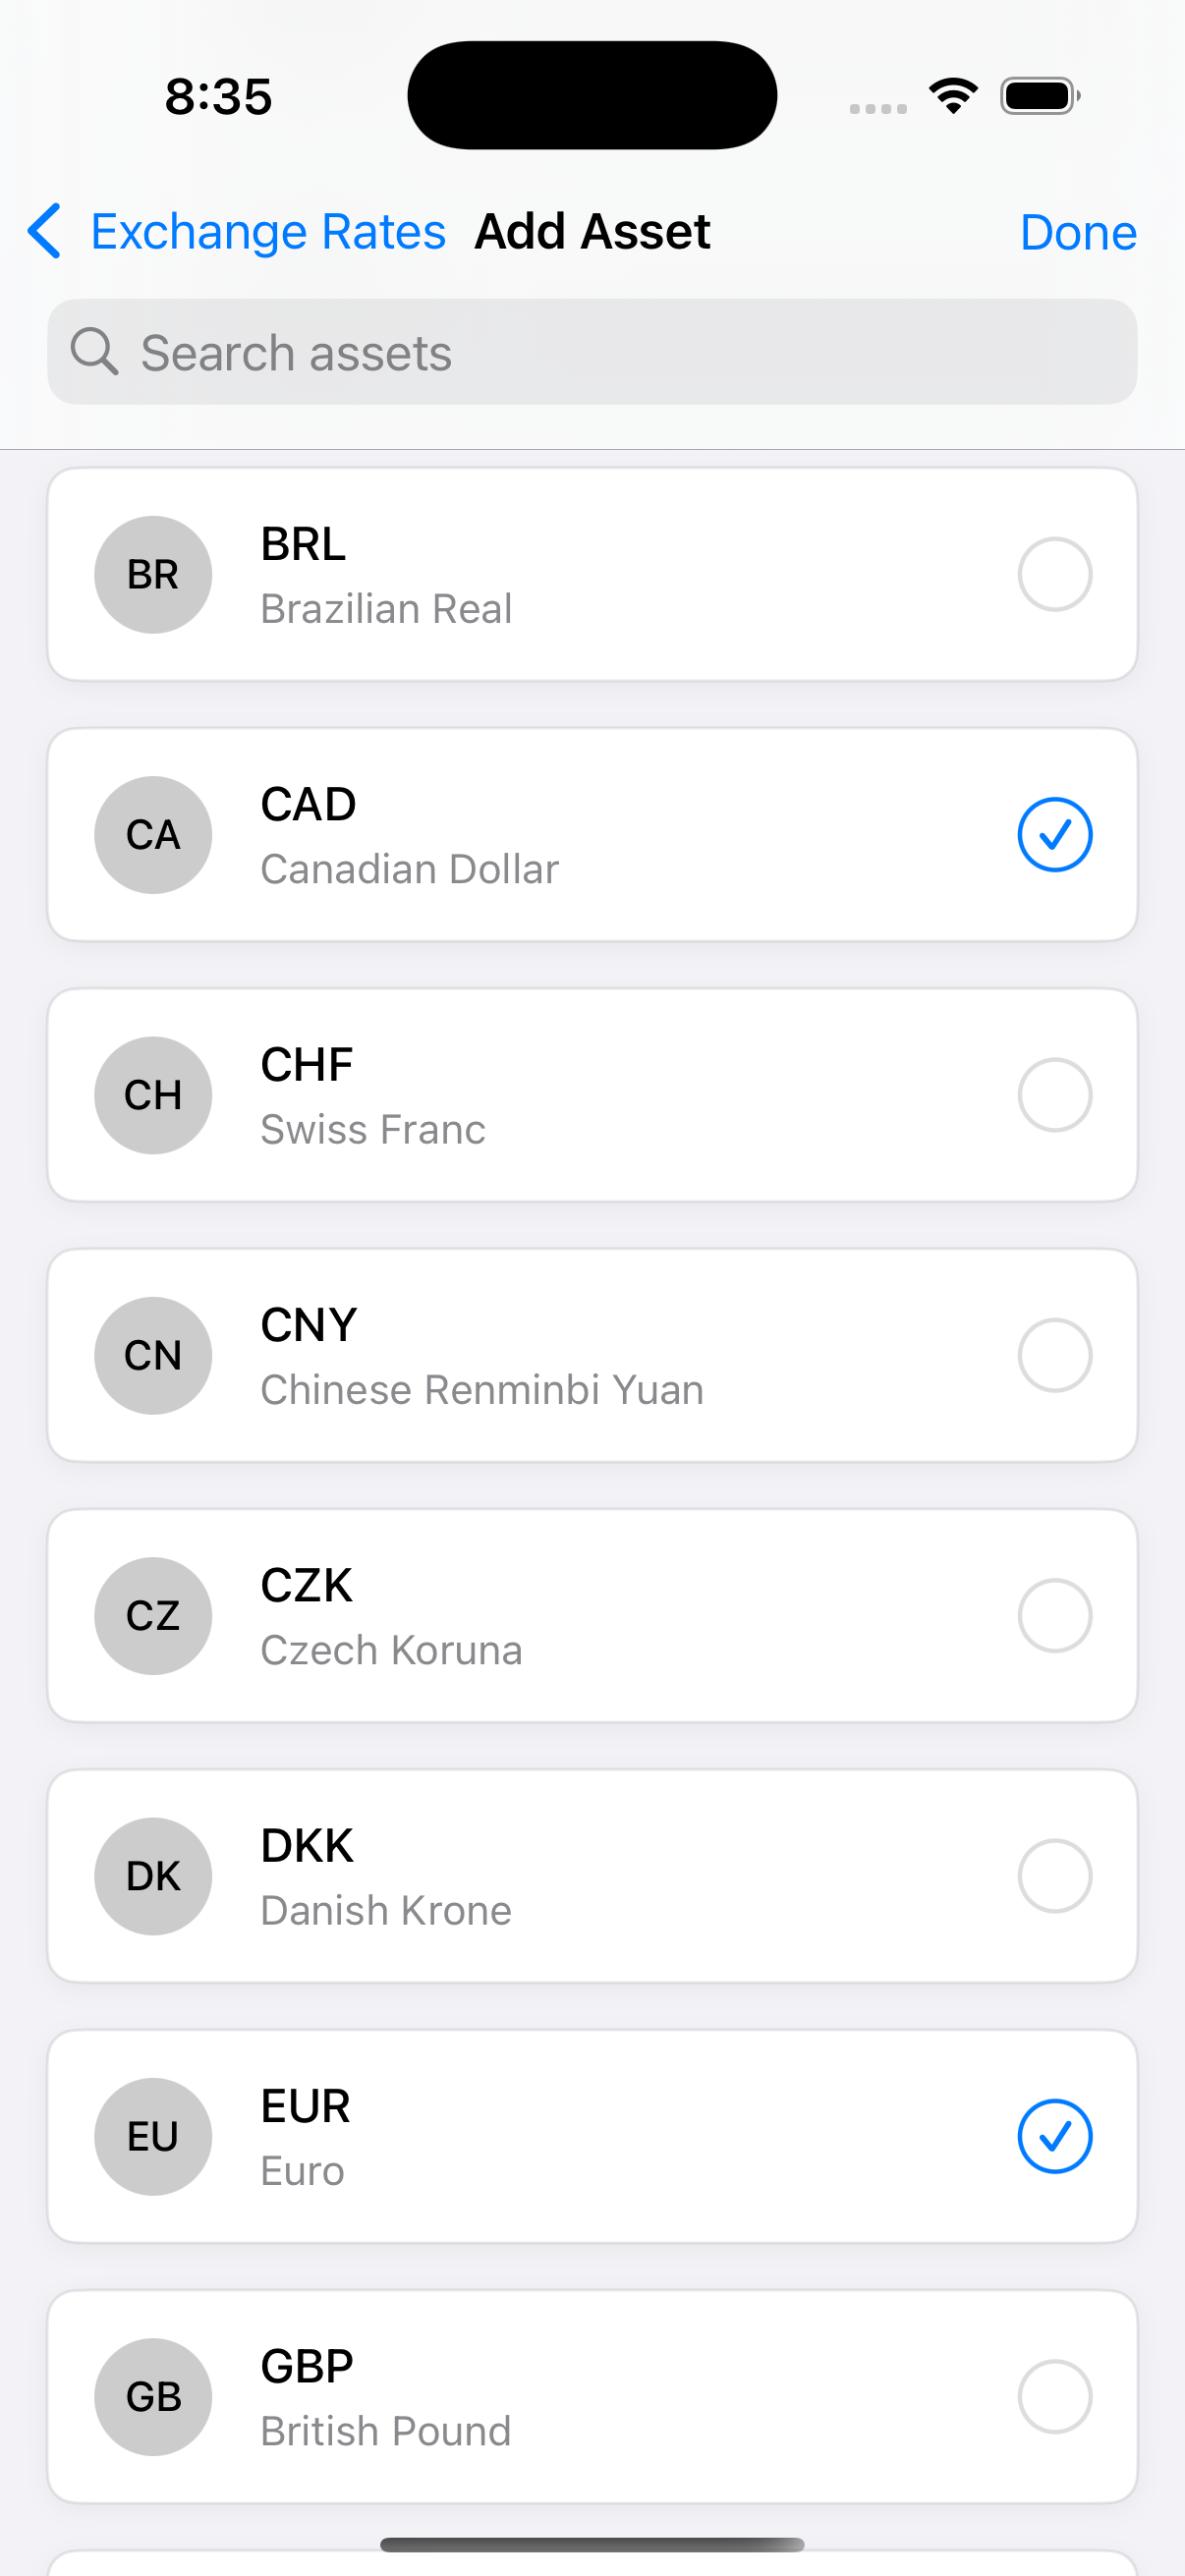 8:35
Exchange Rates Add Asset Done
Search assets
BR
BRL
Brazilian Real
CA
CAD
Canadian Dollar
CH
CHF
Swiss Franc
CN
CNY
Chinese Renminbi Yuan
CZ
CZK
Czech Koruna
DK
DKK
Danish Krone
EU
EUR
Euro
GB
GBP
British Pound